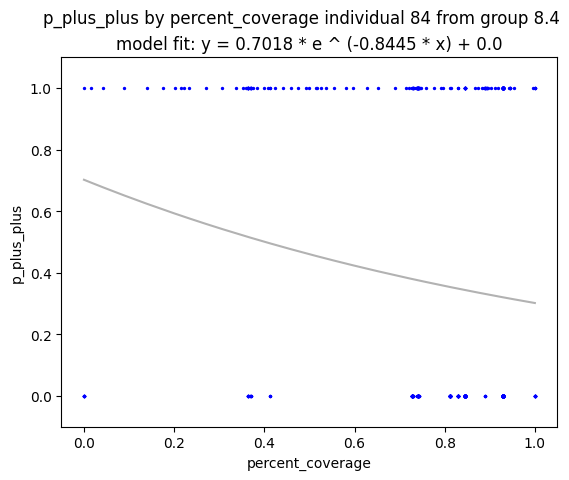 p_plus_plus by percent_coverage individual 84 from group 8.4
model fit: y = 0.7018 * e ^ (-0.8445 * x) + 0.0
1.0
0.8
0.6
0.4
0.2
0.0
p_plus_plus
0.0 0.2 0.4 0.6 0.8 1.0
percent_coverage